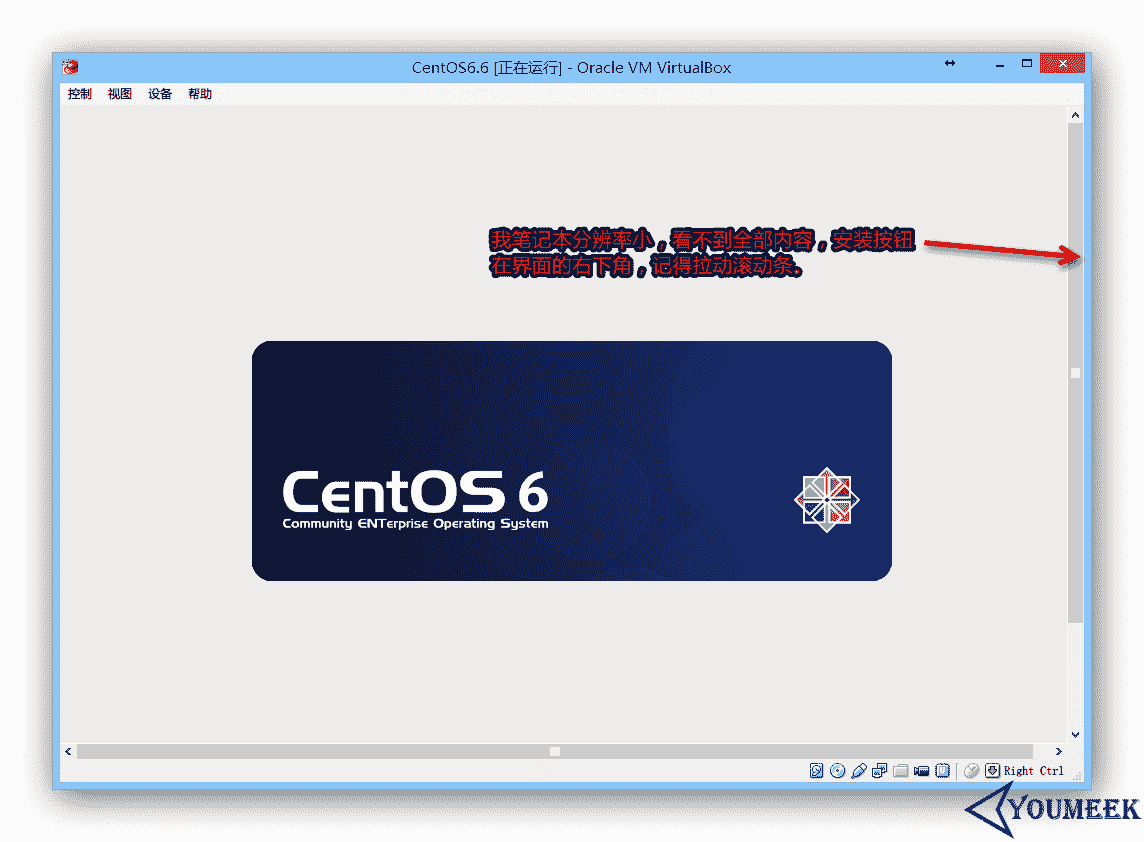 CentOS6.6 [正在运行] - Oracle VM VirtualBox
控制 视图 设备 帮助
我笔记本分辨率小，看不到全部内容，安装按钮
在界面的右下角，记得拉动滚动条。
CentOS 6
Community ENTerprise Operating System
Right Ctrl
YOUMEEK